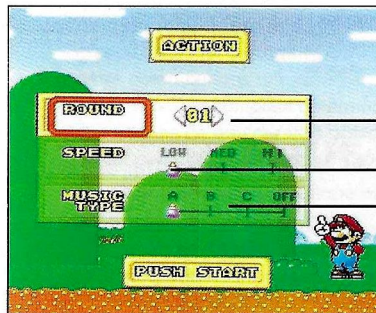 ACTION
ROUND 01
SPEED LOW MED HI
MUSIC TYPE A B C OFF
PUSH START